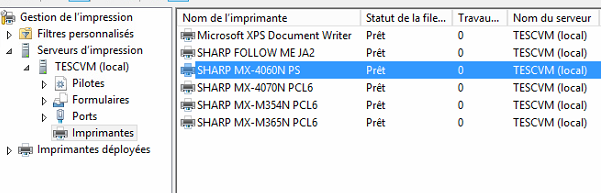 Gestion de l'impression
Filtres personnalisés
Serveurs d'impression
TESCVM (local)
Pilotes
Formulaires
Ports
Imprimantes
Imprimantes déployées
Nom de l'imprimante Statut de la file... Travau... Nom du serveur
Microsoft XPS Document Writer Prêt 0 TESCVM (local)
SHARP FOLLOW ME JA2 Prêt 0 TESCVM (local)
SHARP MX-4060N PS Prêt 0 TESCVM (local)
SHARP MX-4070N PCL6 Prêt 0 TESCVM (local)
SHARP MX-M354N PCL6 Prêt 0 TESCVM (local)
SHARP MX-M365N PCL6 Prêt 0 TESCVM (local)